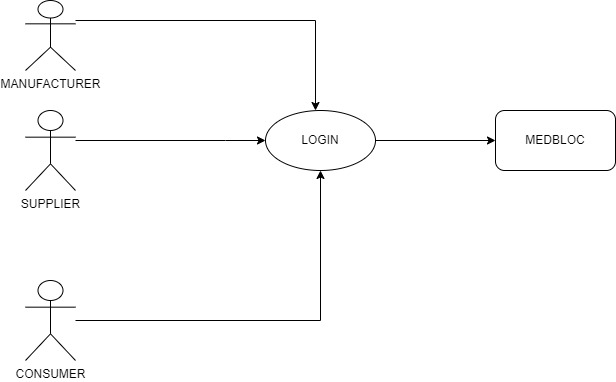 MANUFACTURER
LOGIN
MEDBLOC
SUPPLIER
CONSUMER